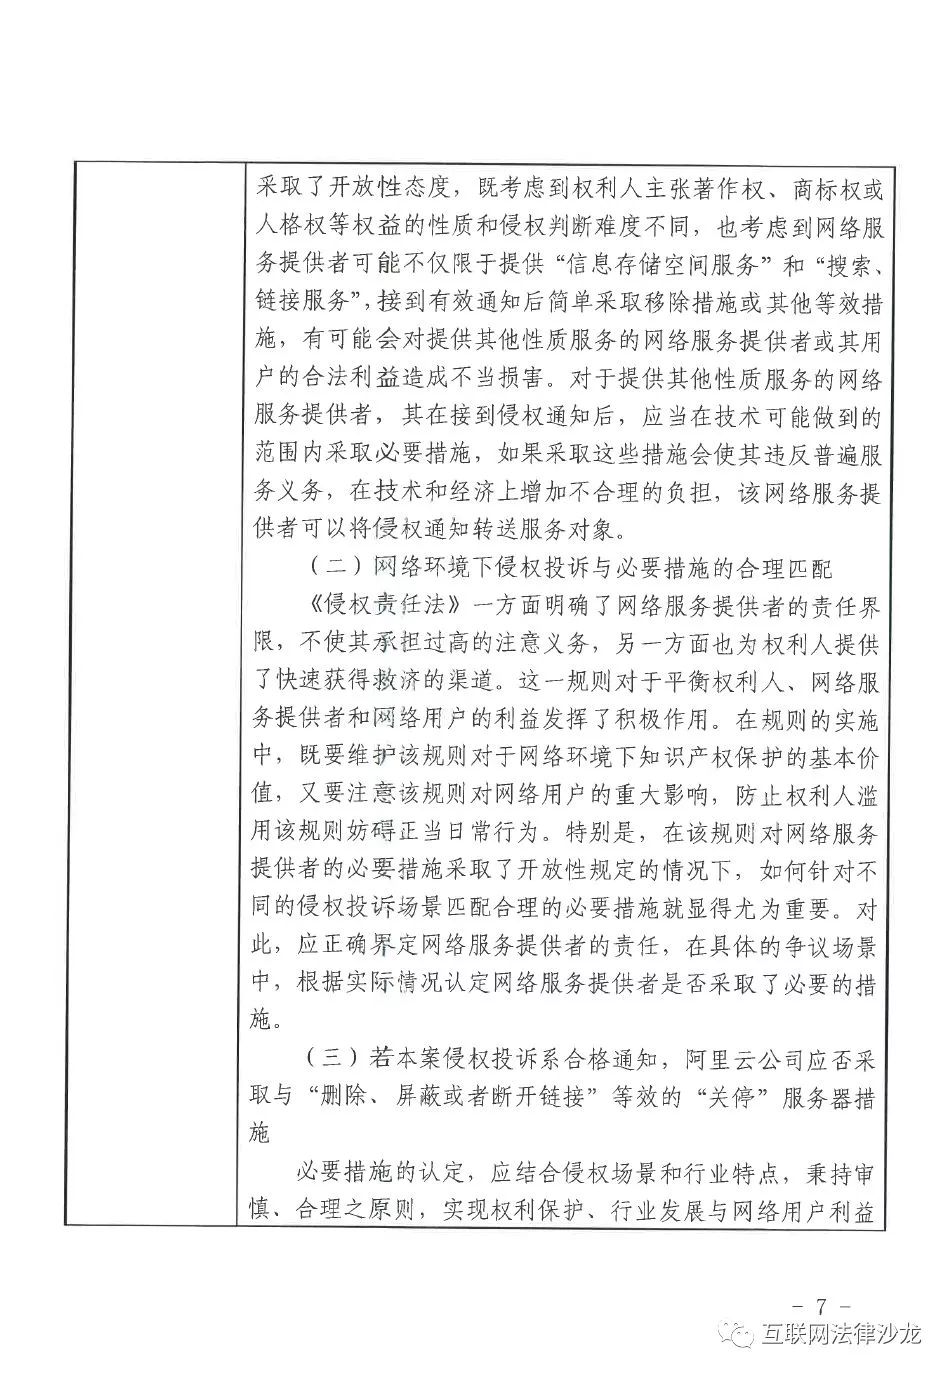 采取了开放性态度，既考虑到权利人主张著作权、商标权或
人格权等权益的性质和侵权判断难度不同，也考虑到网络服
务提供者可能不仅限于提供“信息存储空间服务”和“搜索、
链接服务”，接到有效通知后简单采取移除措施或其他等效措
施，有可能会对提供其他性质服务的网络服务提供者或其用
户的合法利益造成不当损害。对于提供其他性质服务的网络
服务提供者，其在接到侵权通知后，应当在技术可能做到的
范围内采取必要措施，如果采取这些措施会使其违反普遍服
务义务，在技术和经济上增加不合理的负担，该网络服务提
供者可以将侵权通知转送服务对象。
（二）网络环境下侵权投诉与必要措施的合理匹配
《侵权责任法》一方面明确了网络服务提供者的责任界
限，不使其承担过高的注意义务，另一方面也为权利人提供
了快速获得救济的渠道。这一规则对于平衡权利人、网络服
务提供者和网络用户的利益发挥了积极作用。在规则的实施
中，既要维护该规则对于网络环境下知识产权保护的基本价
值，又要注意该规则对网络用户的重大影响，防止权利人滥
用该规则妨碍正当日常行为。特别是，在该规则对网络服务
提供者的必要措施采取了开放性规定的情况下，如何针对不
同的侵权投诉场景匹配合理的必要措施就显得尤为重要。对
此，应正确界定网络服务提供者的责任，在具体的争议场景
中，根据实际情况认定网络服务提供者是否采取了必要的措
施。
（三）若本案侵权投诉系合格通知，阿里云公司应否采
取与“删除、屏蔽或者断开链接”等效的“关停”服务器措
施
必要措施的认定，应结合侵权场景和行业特点，秉持审
慎、合理之原则，实现权利保护、行业发展与网络用户利益
- 7 -
互联网法律沙龙